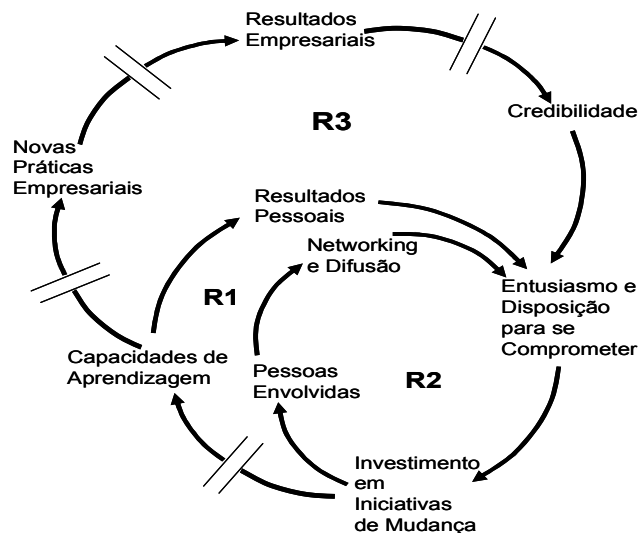 Resultados
Empresariais
Credibilidade
R3
Novas
Práticas
Empresariais
Resultados
Pessoais
Networking
e Difusão
Entusiasmo e
Disposição
para se
Comprometer
R1
Capacidades de
Aprendizagem
Pessoas
Envolvidas
R2
Investimento
em
Iniciativas
de Mudança